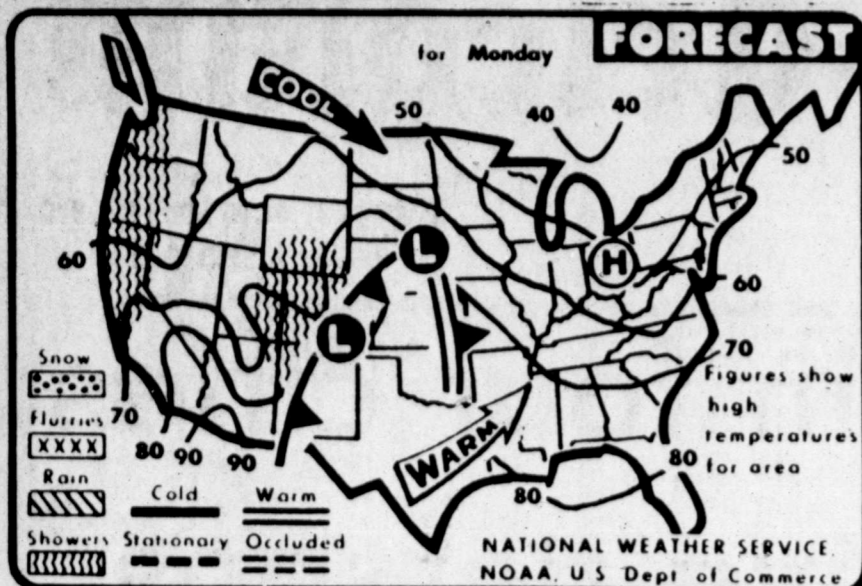 FORECAST
for Monday
COOL
50
40
40
50
60
L
H
60
L
70
Snow
Figures show
high
temperatures
for area
Flurries
XXXX
70
80
90
90
WARM
80
80
Rain
Cold
Warm
Showers
Stationary
Occluded
NATIONAL WEATHER SERVICE,
NOAA, U S Dept of Commerce